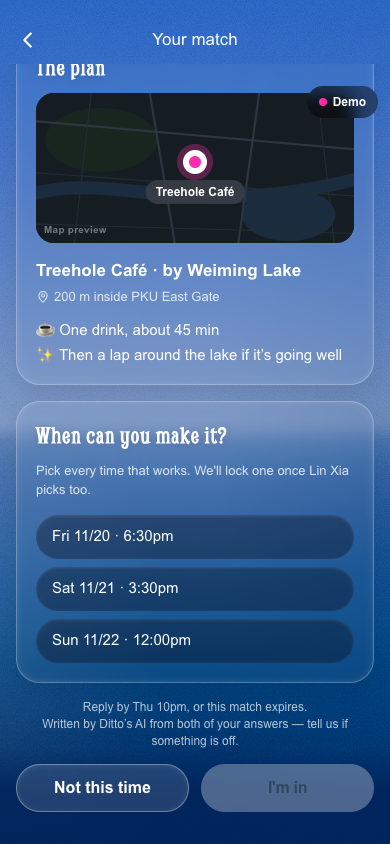 Your match
The plan
Demo
Treehole Café
Map preview
Treehole Café · by Weiming Lake
200 m inside PKU East Gate
☕ One drink, about 45 min
✨ Then a lap around the lake if it's going well
When can you make it?
Pick every time that works. We'll lock one once Lin Xia
picks too.
Fri 11/20 · 6:30pm
Sat 11/21 · 3:30pm
Sun 11/22 · 12:00pm
Reply by Thu 10pm, or this match expires.
Written by Ditto's AI from both of your answers — tell us if
something is off.
Not this time
I'm in